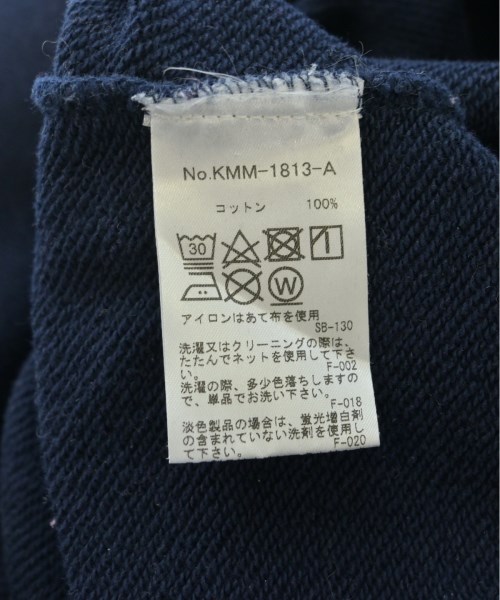 No.KMM-1813-A
コットン 100%
30
W
アイロンはあて布を使用
SB-130
洗濯又はクリーニングの際は、
たたんでネットを使用して下さ
い。
F-002
洗濯の際、多少色落ちしますの
で、単品でお洗い下さい。
F-018
淡色製品の場合は、蛍光増白剤
の含まれていない洗剤を使用し
て下さい。
F-020